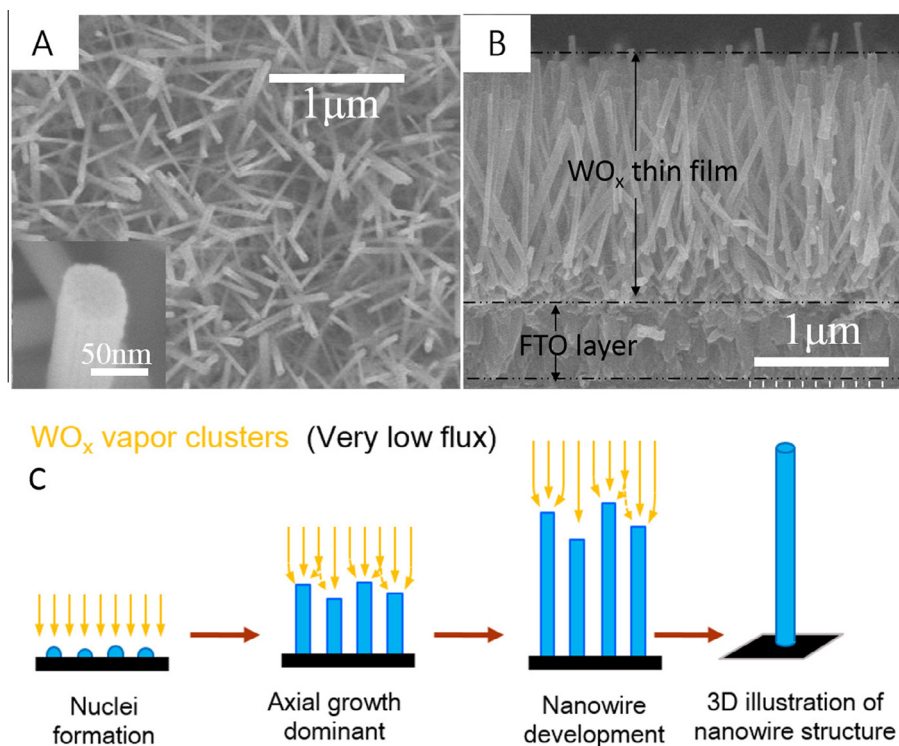 A
1μm
50nm
B
WOₓ thin film
FTO layer
1μm
WOₓ vapor clusters (Very low flux)
C
Nuclei
formation
Axial growth
dominant
Nanowire
development
3D illustration of
nanowire structure